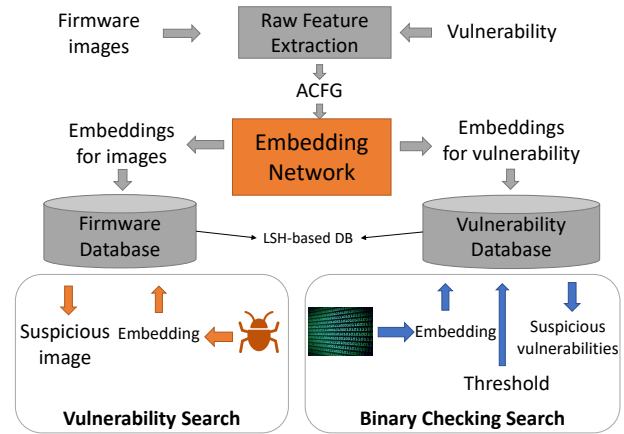 Firmware
images
Raw Feature
Extraction
Vulnerability
ACFG
Embeddings
for images
Embedding
Network
Embeddings
for vulnerability
Firmware
Database
LSH-based DB
Vulnerability
Database
Suspicious
image
Embedding
Vulnerability Search
Embedding
Suspicious
vulnerabilities
Threshold
Binary Checking Search